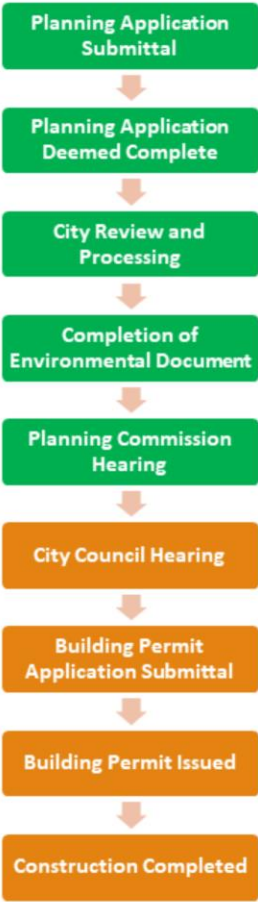 Planning Application
Submittal
Planning Application
Deemed Complete
City Review and
Processing
Completion of
Environmental Document
Planning Commission
Hearing
City Council Hearing
Building Permit
Application Submittal
Building Permit Issued
Construction Completed